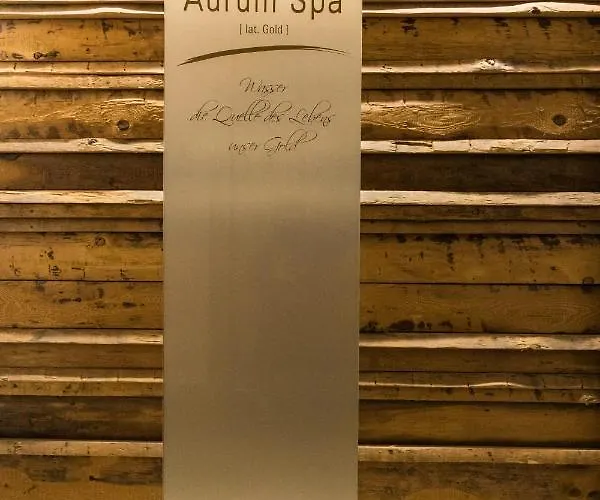 Aurum Spa
[ lat. Gold ]
Wasser
die Quelle des Lebens
unser Gold